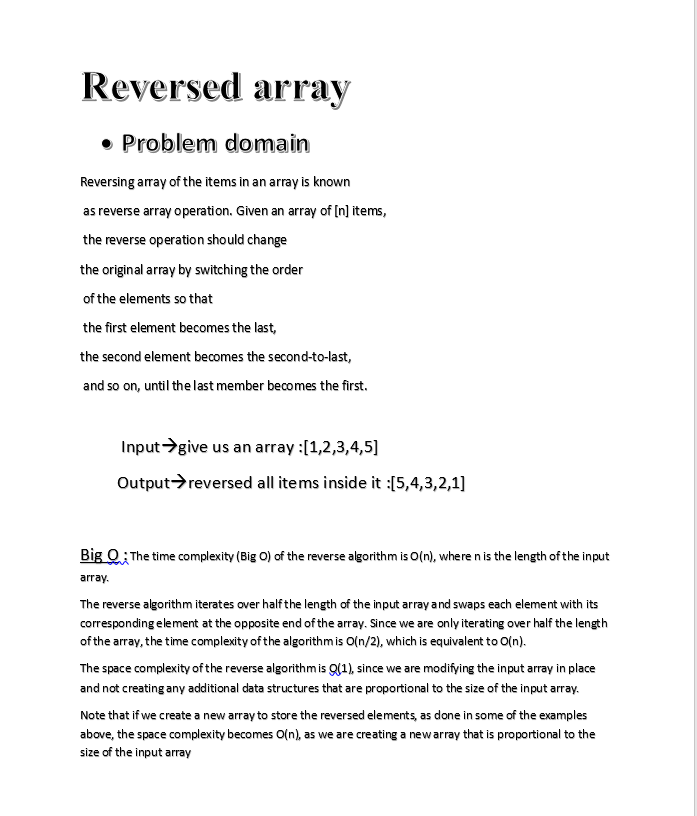 Reversed array
• Problem domain
Reversing array of the items in an array is known
as reverse array operation. Given an array of [n] items,
the reverse operation should change
the original array by switching the order
of the elements so that
the first element becomes the last,
the second element becomes the second-to-last,
and so on, until the last member becomes the first.
Input→give us an array :[1,2,3,4,5]
Output→reversed all items inside it :[5,4,3,2,1]
Big O : The time complexity (Big O) of the reverse algorithm is O(n), where n is the length of the input
array.
The reverse algorithm iterates over half the length of the input array and swaps each element with its
corresponding element at the opposite end of the array. Since we are only iterating over half the length
of the array, the time complexity of the algorithm is O(n/2), which is equivalent to O(n).
The space complexity of the reverse algorithm is O(1), since we are modifying the input array in place
and not creating any additional data structures that are proportional to the size of the input array.
Note that if we create a new array to store the reversed elements, as done in some of the examples
above, the space complexity becomes O(n), as we are creating a new array that is proportional to the
size of the input array